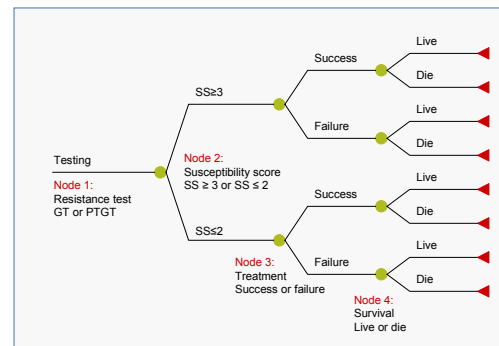 Live
Success
Die
SS≥3
Live
Failure
Die
Testing
Node 1:
Resistance test
GT or PTGT
Node 2:
Susceptibility score
SS ≥ 3 or SS ≤ 2
Live
Success
Die
SS≤2
Node 3:
Treatment
Success or failure
Live
Failure
Die
Node 4:
Survival
Live or die